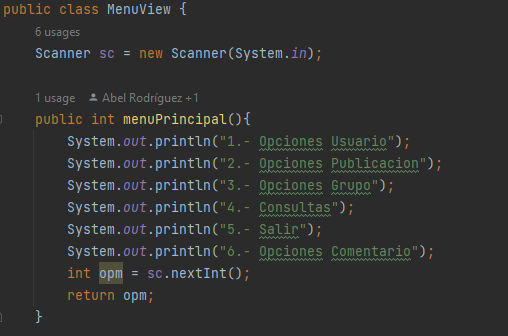 public class MenuView {
6 usages
Scanner sc = new Scanner(System.in);
1 usage Abel Rodríguez +1
public int menuPrincipal(){
System.out.println("1.- Opciones Usuario");
System.out.println("2.- Opciones Publicacion");
System.out.println("3.- Opciones Grupo");
System.out.println("4.- Consultas");
System.out.println("5.- Salir");
System.out.println("6.- Opciones Comentario");
int opm = sc.nextInt();
return opm;
}